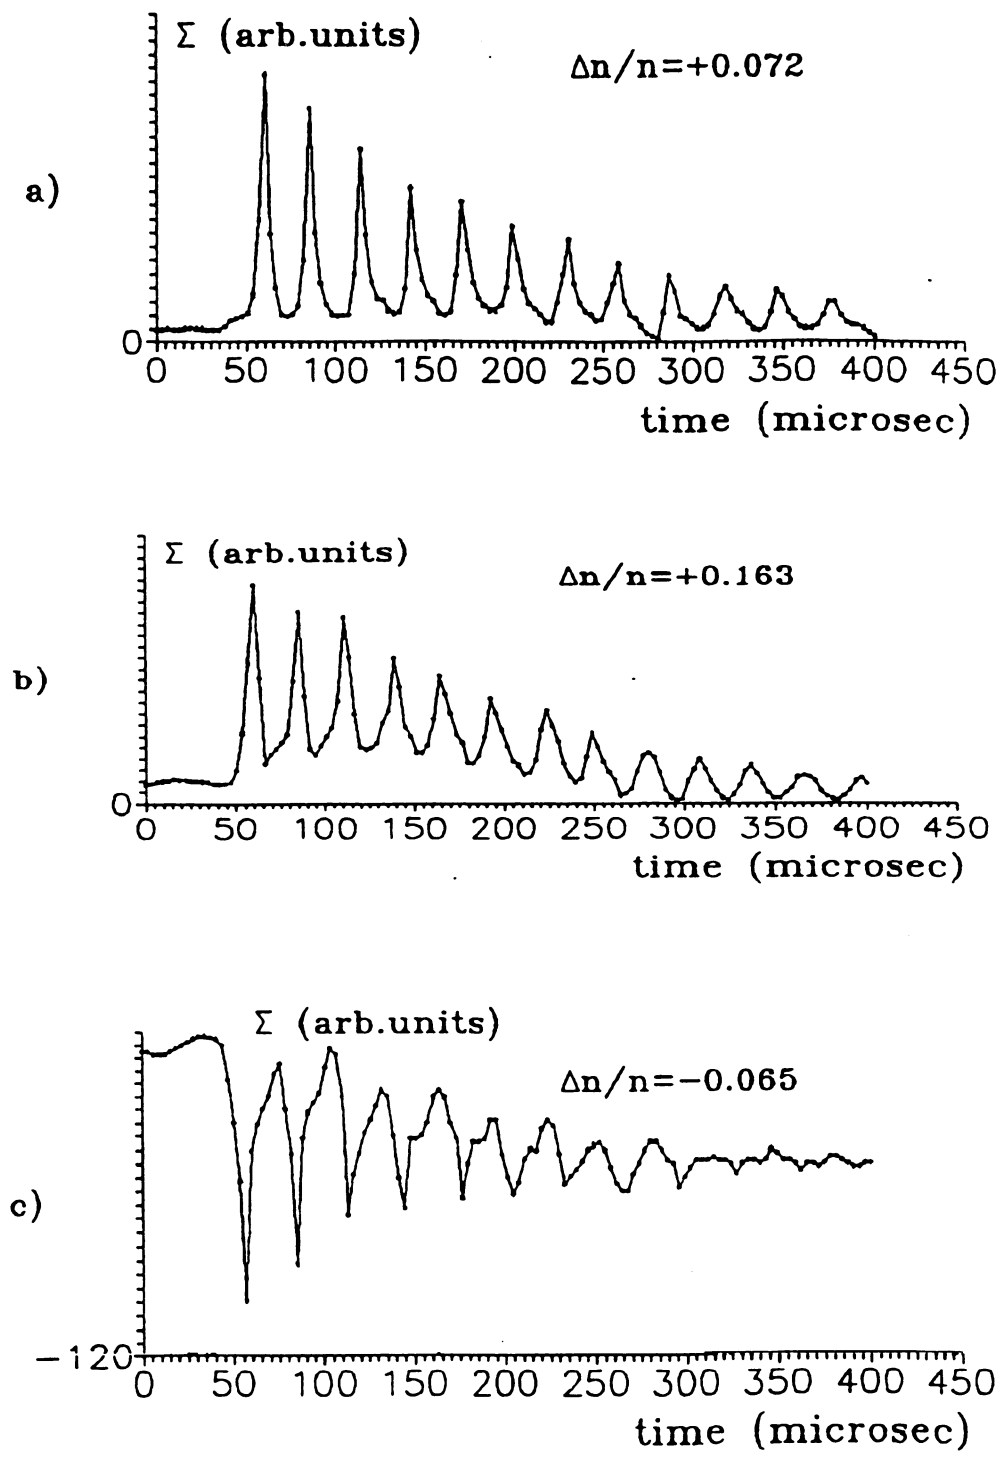 Σ (arb.units)
Δn/n=+0.072
a)
0
0 50 100 150 200 250 300 350 400 450
time (microsec)
Σ (arb.units)
Δn/n=+0.163
b)
0
0 50 100 150 200 250 300 350 400 450
time (microsec)
Σ (arb.units)
Δn/n=−0.065
c)
−120
0 50 100 150 200 250 300 350 400 450
time (microsec)